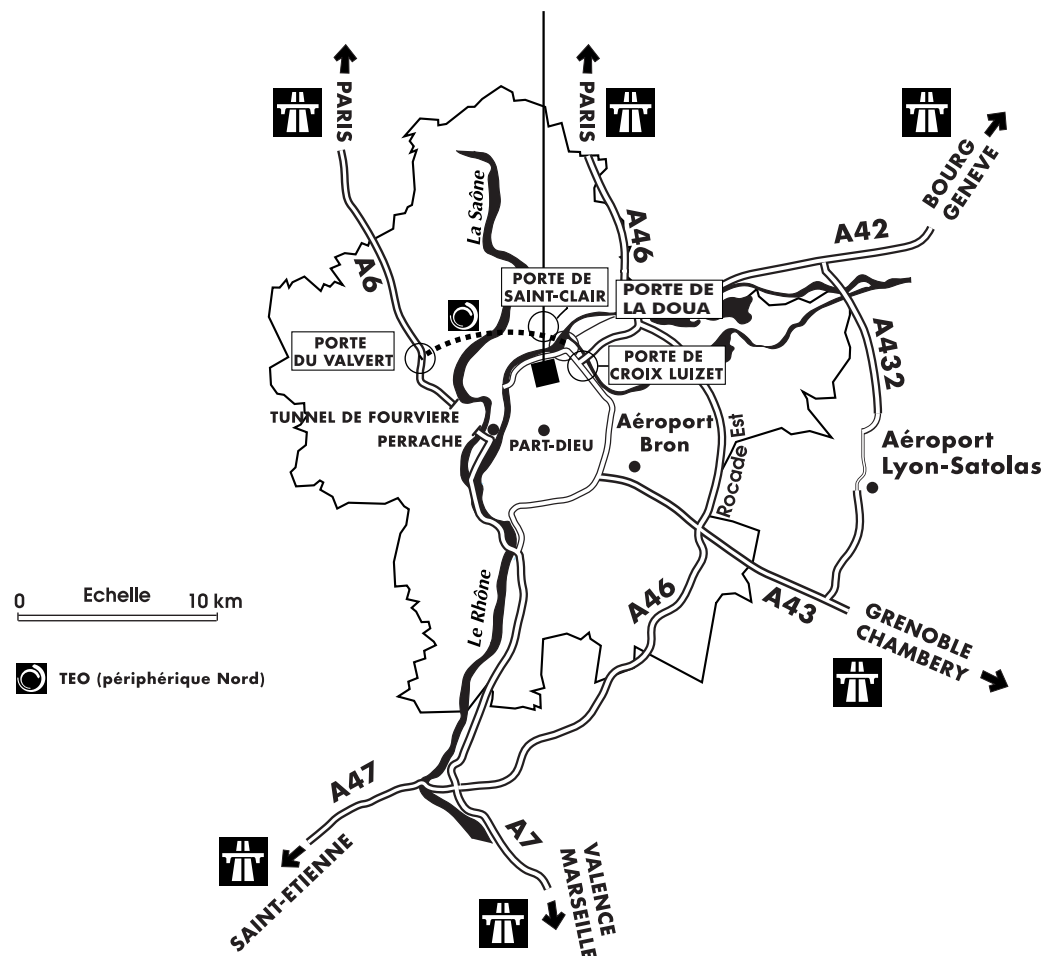 PARIS
PARIS
BOURG
GENEVE
La Saône
A46
A42
A6
PORTE DE
SAINT-CLAIR
PORTE DE
LA DOUA
PORTE
DU VALVERT
PORTE DE
CROIX LUIZET
A432
TUNNEL DE FOURVIERE
PERRACHE
PART-DIEU
Aéroport
Bron
Rocade Est
Aéroport
Lyon-Satolas
Echelle
0 10 km
Le Rhône
A46
A43
GRENOBLE
CHAMBERY
TEO (périphérique Nord)
A47
A7
SAINT-ETIENNE
VALENCE
MARSEILLE